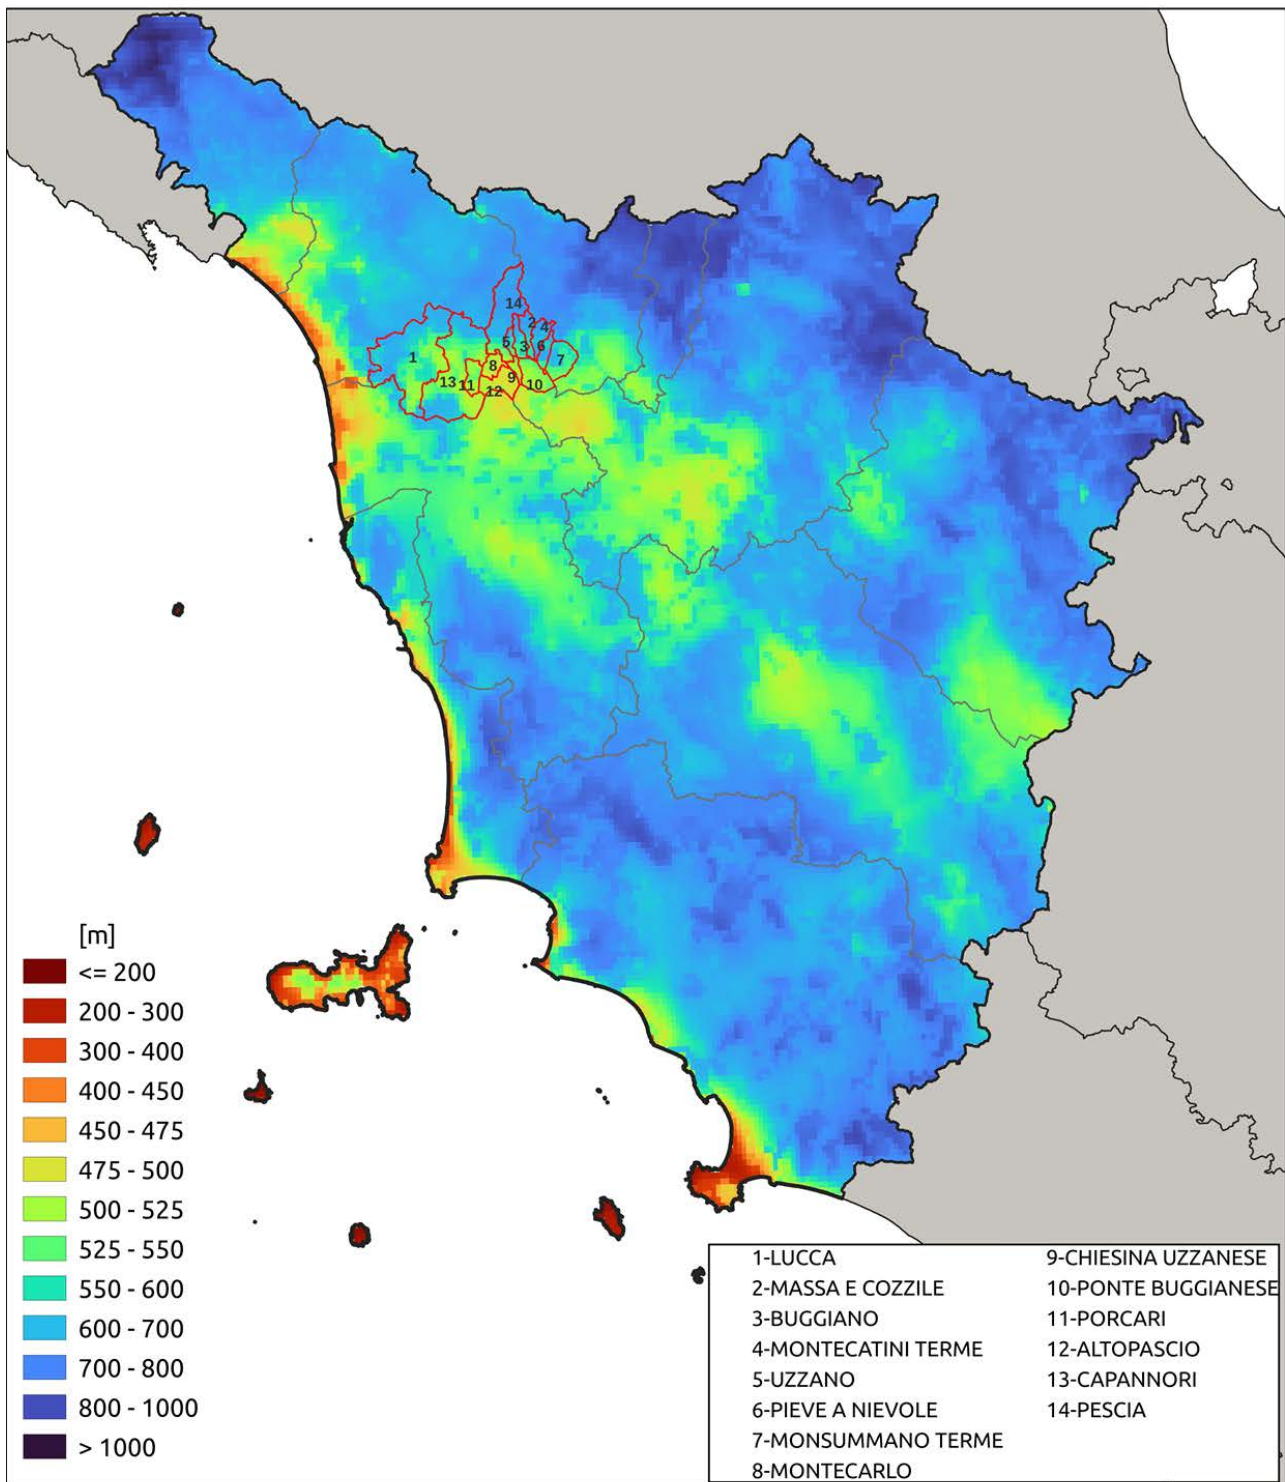 14
2
4
5
3
6
7
1
8
9
13
11
12
10
[m]
<= 200
200 - 300
300 - 400
400 - 450
450 - 475
475 - 500
500 - 525
525 - 550
550 - 600
600 - 700
700 - 800
800 - 1000
> 1000
1-LUCCA
2-MASSA E COZZILE
3-BUGGIANO
4-MONTECATINI TERME
5-UZZANO
6-PIEVE A NIEVOLE
7-MONSUMMANO TERME
8-MONTECARLO
9-CHIESINA UZZANESE
10-PONTE BUGGIANESE
11-PORCARI
12-ALTOPASCIO
13-CAPANNORI
14-PESCIA